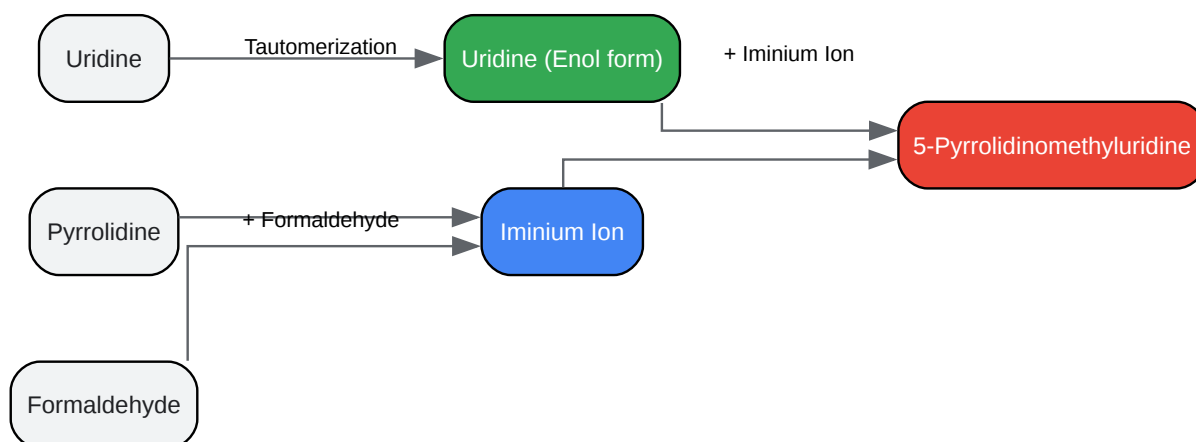 Uridine
Tautomerization
Uridine (Enol form)
+ Iminium Ion
5-Pyrrolidinomethyluridine
Pyrrolidine
+ Formaldehyde
Iminium Ion
Formaldehyde